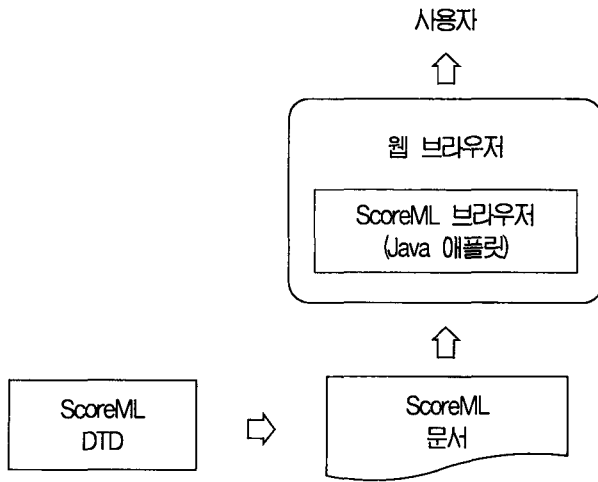 사용자
웹 브라우저
ScoreML 브라우저
(Java 애플릿)
ScoreML
DTD
ScoreML
문서